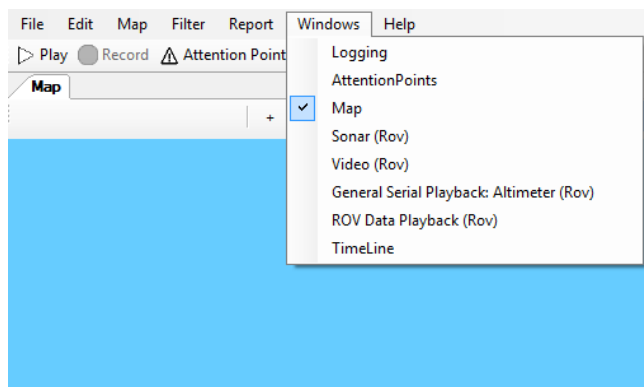 File Edit Map Filter Report Windows Help
Play Record Attention Point
Map
+
Logging
AttentionPoints
Map
Sonar (Rov)
Video (Rov)
General Serial Playback: Altimeter (Rov)
ROV Data Playback (Rov)
TimeLine